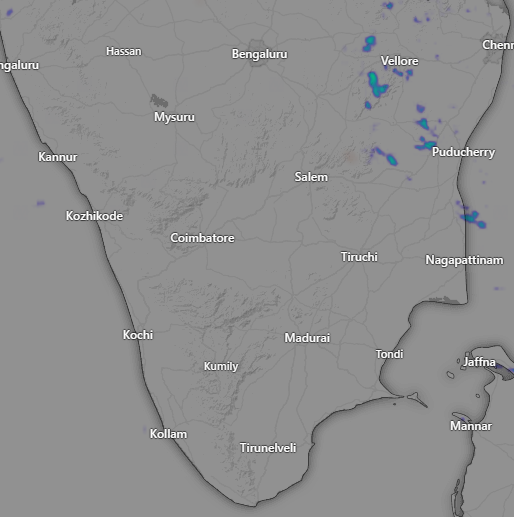 Hassan
Bengaluru
Chenn
ngaluru
Vellore
Mysuru
Kannur
Puducherry
Salem
Kozhikode
Coimbatore
Tiruchi
Nagapattinam
Kochi
Madurai
Tondi
Kumily
Jaffna
Kollam
Mannar
Tirunelveli